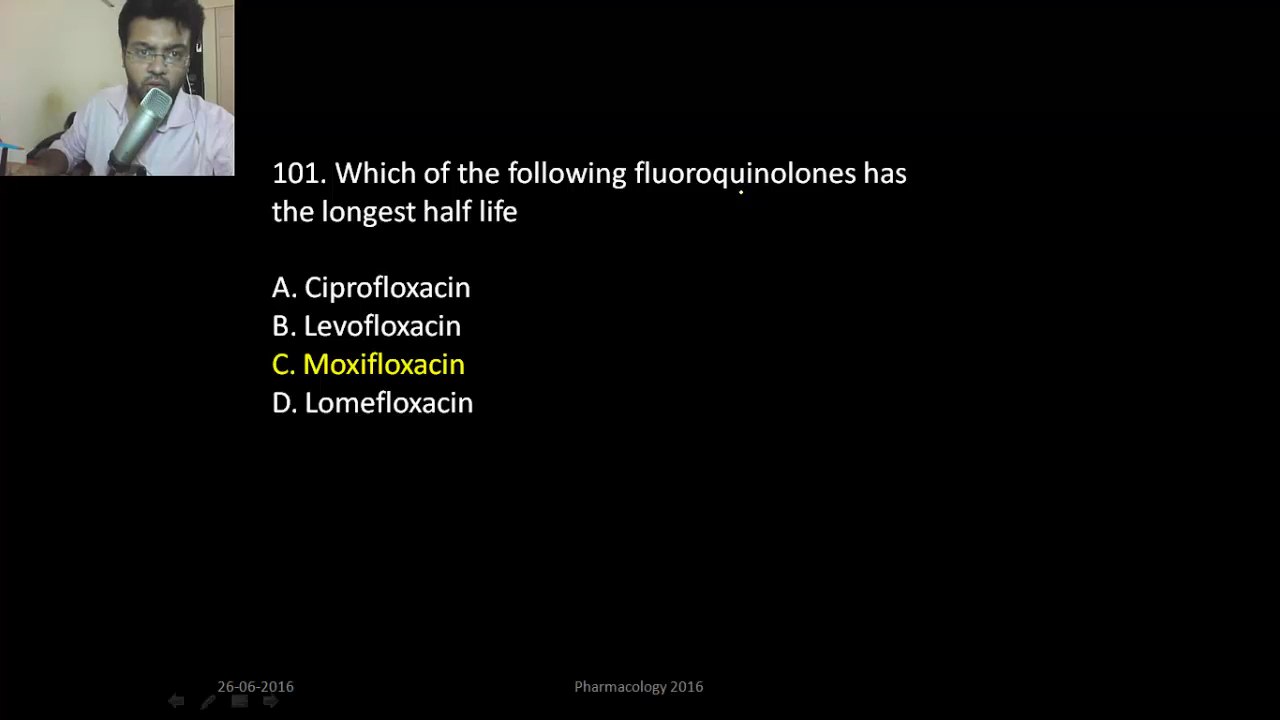 101. Which of the following fluoroquinolones has
the longest half life
A. Ciprofloxacin
B. Levofloxacin
C. Moxifloxacin
D. Lomefloxacin
26-06-2016
Pharmacology 2016